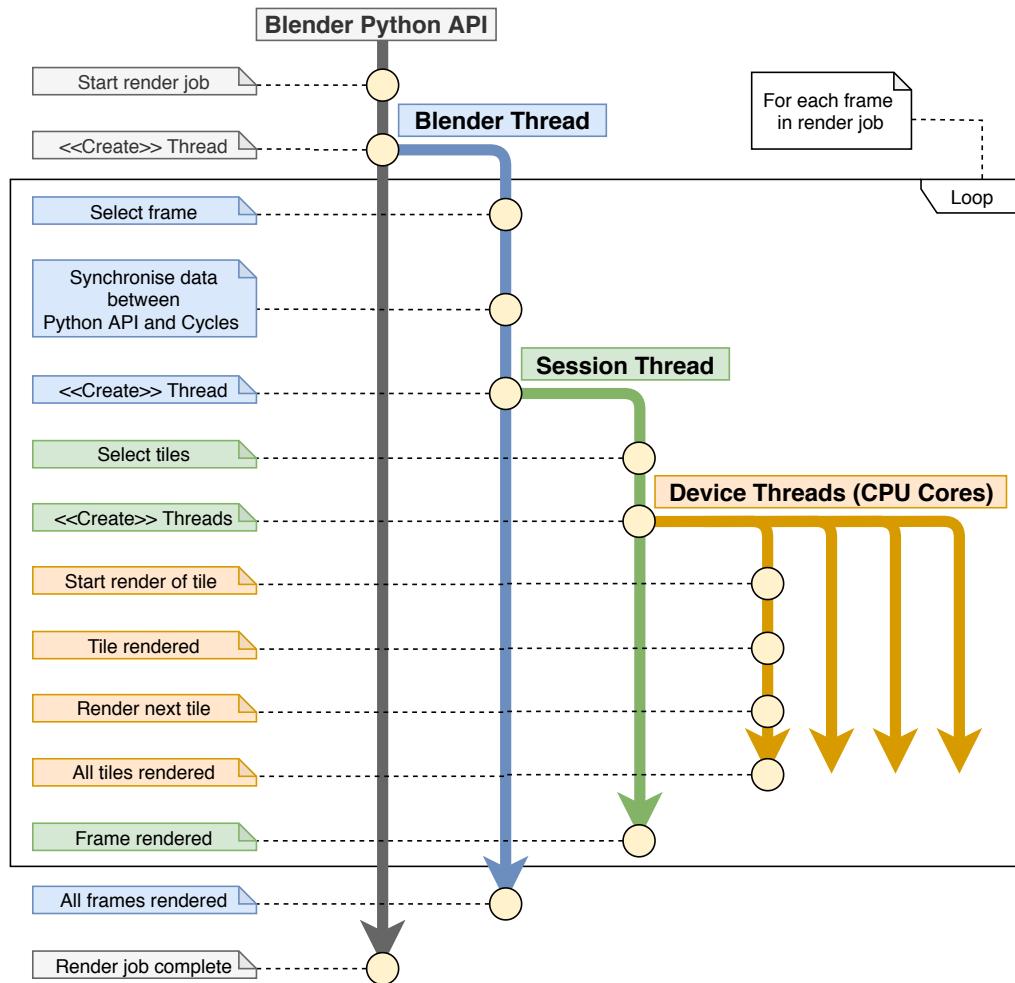 Blender Python API
Start render job
For each frame
in render job
Blender Thread
<<Create>> Thread
Loop
Select frame
Synchronise data
between
Python API and Cycles
Session Thread
<<Create>> Thread
Select tiles
Device Threads (CPU Cores)
<<Create>> Threads
Start render of tile
Tile rendered
Render next tile
All tiles rendered
Frame rendered
All frames rendered
Render job complete